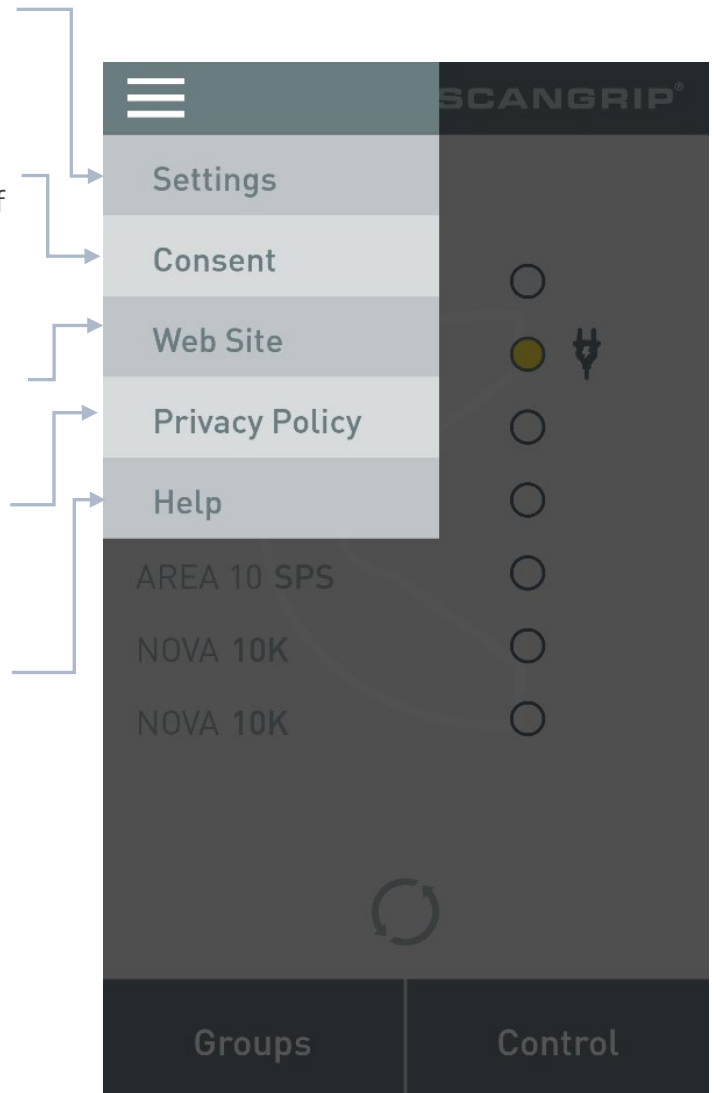 SCANGRIP®
Settings
f
Consent
Web Site
Privacy Policy
Help
AREA 10 SPS
NOVA 10K
NOVA 10K
Groups
Control